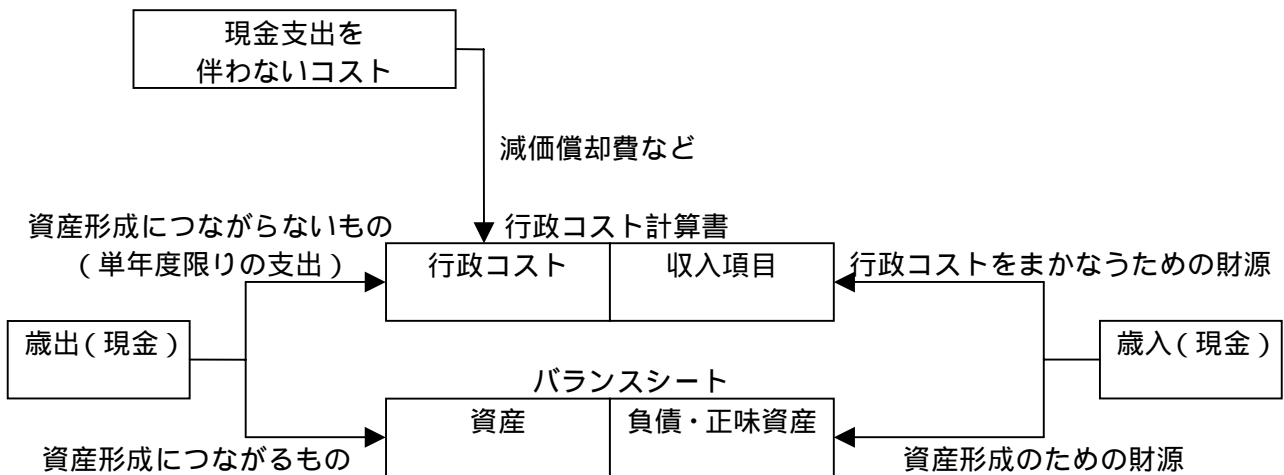 現金支出を
伴わないコスト
減価償却費など
資産形成につながらないもの
(単年度限りの支出)
行政コスト計算書
行政コスト
収入項目
行政コストをまかなうための財源
歳出(現金)
歳入(現金)
バランスシート
資産
負債・正味資産
資産形成につながるもの
資産形成のための財源